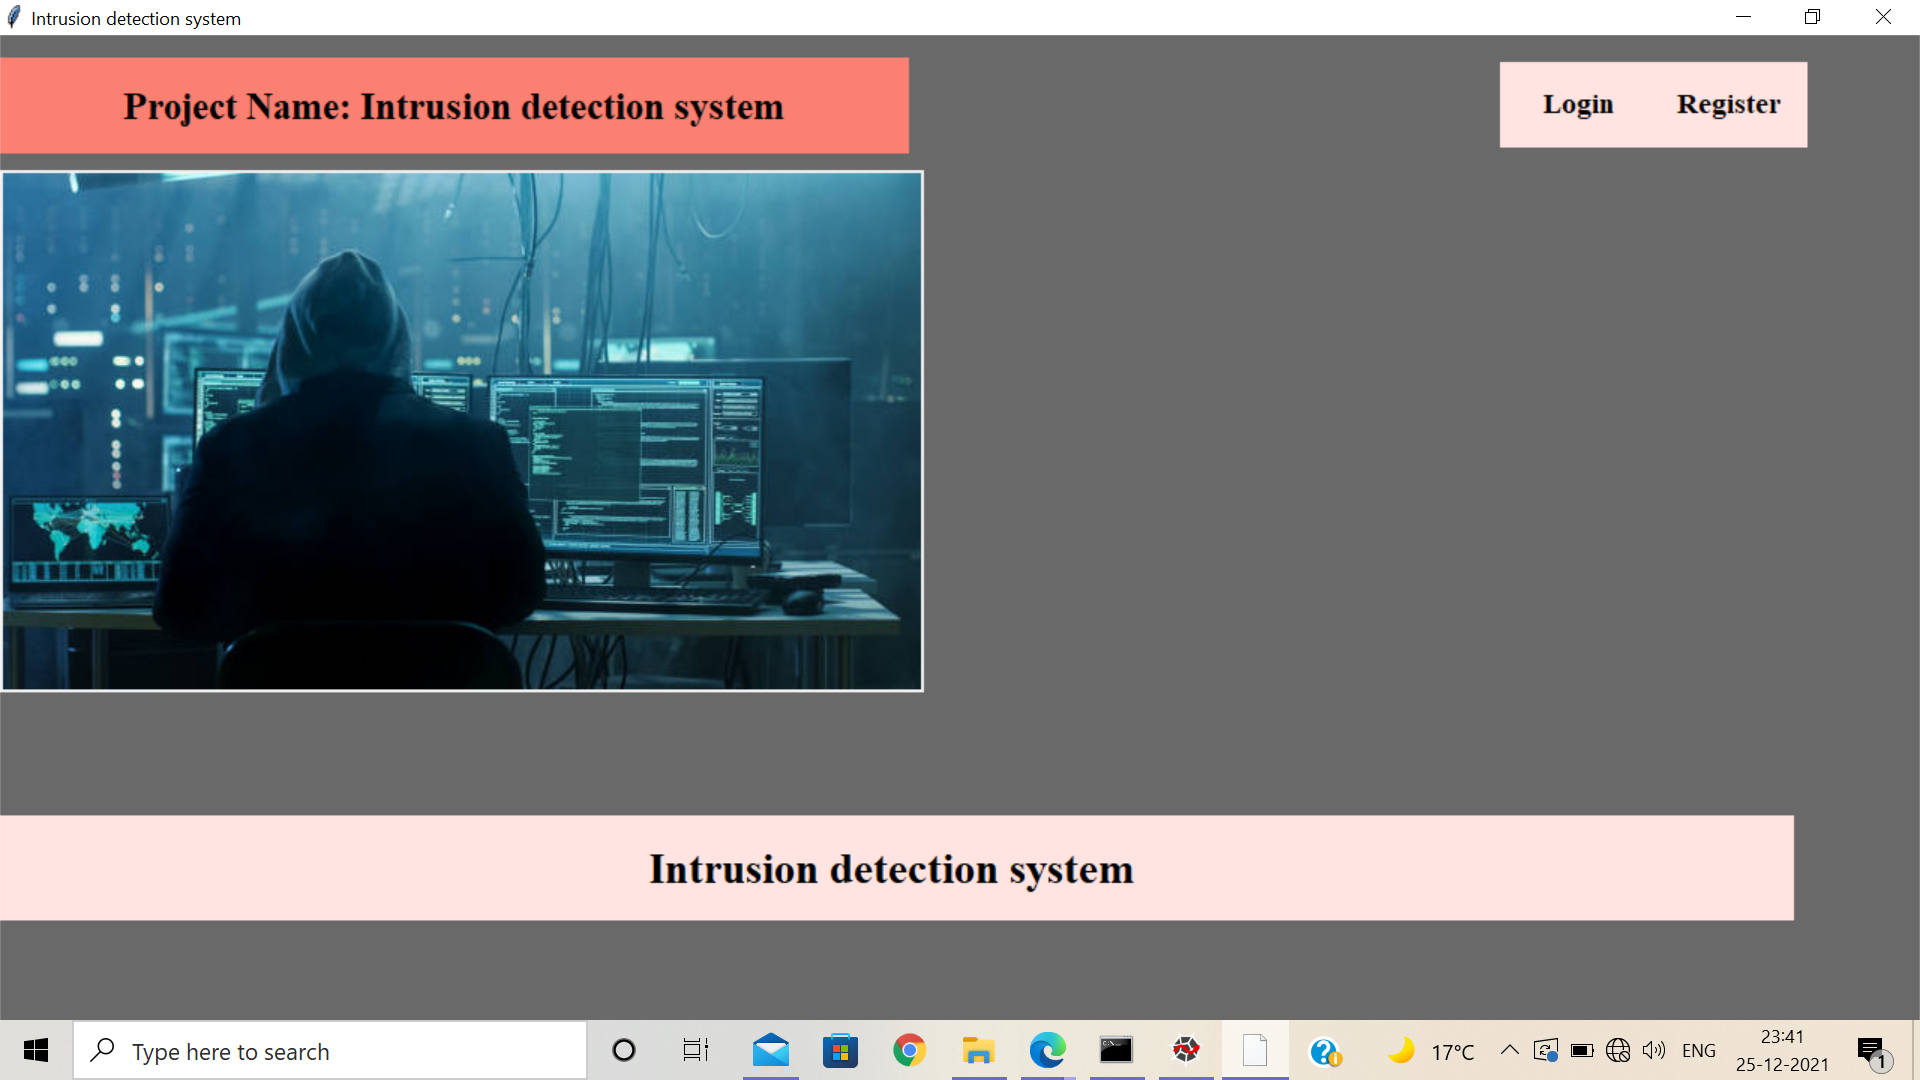 Intrusion detection system
Project Name: Intrusion detection system
Login Register
Intrusion detection system
Type here to search
17°C
ENG
23:41
25-12-2021
1